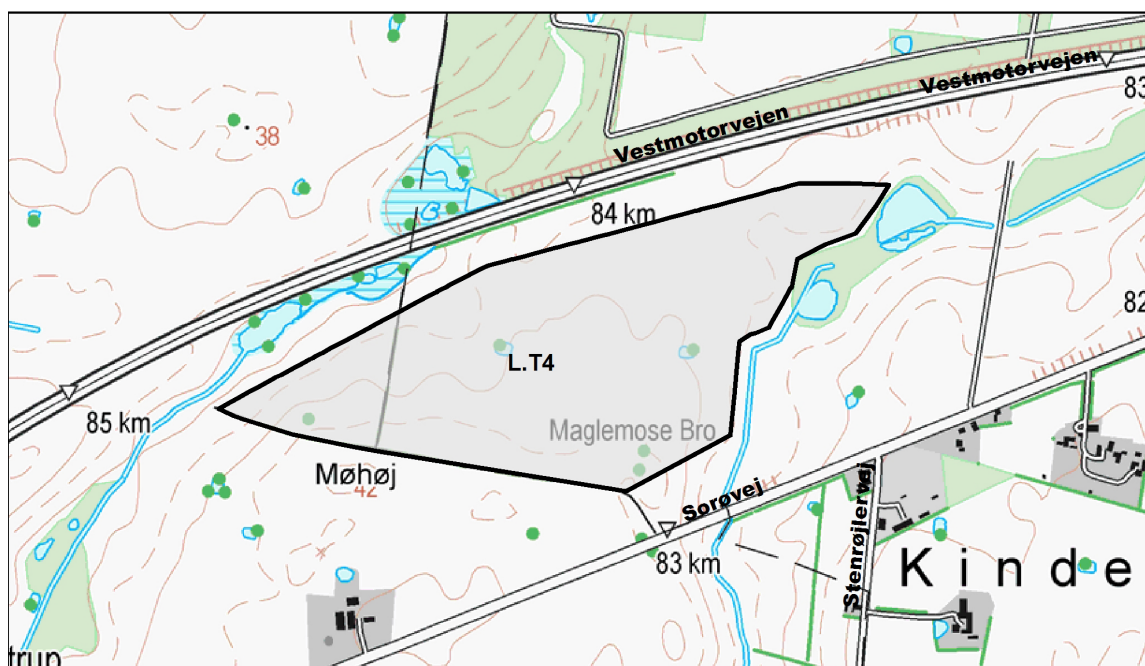 Vestmotorvejen
83
Vestmotorvejen
38
84 km
82
L.T4
85 km
Maglemose Bro
Møhøj
42
Sorøvej
Stenrøjlervej
83 km
Kinde
trup